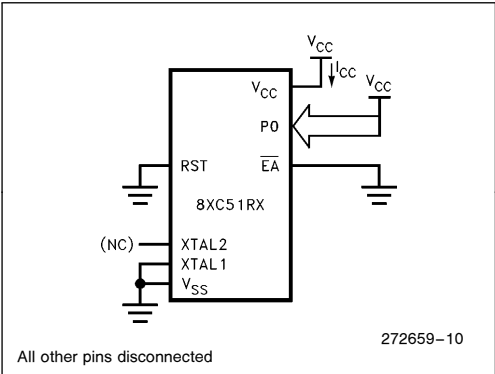 VCC
ICC
VCC
VCC
P0
RST
EA
8XC51RX
(NC)
XTAL2
XTAL1
VSS
272659–10
All other pins disconnected